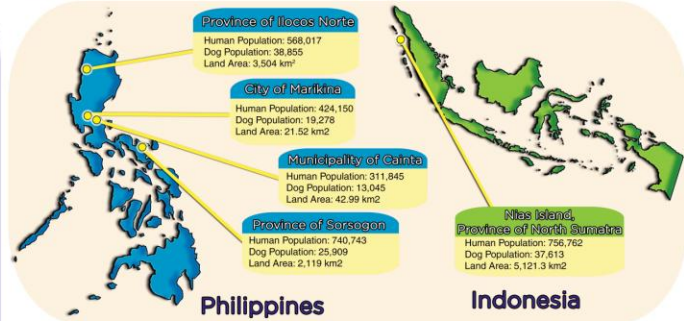 Province of Ilocos Norte
Human Population: 568,017
Dog Population: 38,855
Land Area: 3,504 km²
City of Marikina
Human Population: 424,150
Dog Population: 19,278
Land Area: 21.52 km2
Municipality of Cainta
Human Population: 311,845
Dog Population: 13,045
Land Area: 42.99 km2
Province of Sorsogon
Human Population: 740,743
Dog Population: 25,909
Land Area: 2,119 km2
Philippines
Nias Island,
Province of North Sumatra
Human Population: 756,762
Dog Population: 37,613
Land Area: 5,121.3 km2
Indonesia